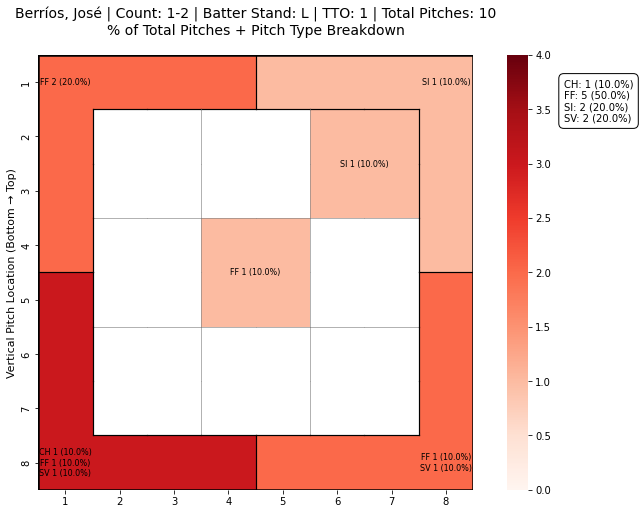 Berríos, José | Count: 1-2 | Batter Stand: L | TTO: 1 | Total Pitches: 10
% of Total Pitches + Pitch Type Breakdown
Vertical Pitch Location (Bottom → Top)
1
2
3
4
5
6
7
8
FF 2 (20.0%)
SI 1 (10.0%)
SI 1 (10.0%)
FF 1 (10.0%)
CH 1 (10.0%)
FF 1 (10.0%)
SV 1 (10.0%)
FF 1 (10.0%)
SV 1 (10.0%)
1 2 3 4 5 6 7 8
4.0
3.5
3.0
2.5
2.0
1.5
1.0
0.5
0.0
CH: 1 (10.0%)
FF: 5 (50.0%)
SI: 2 (20.0%)
SV: 2 (20.0%)